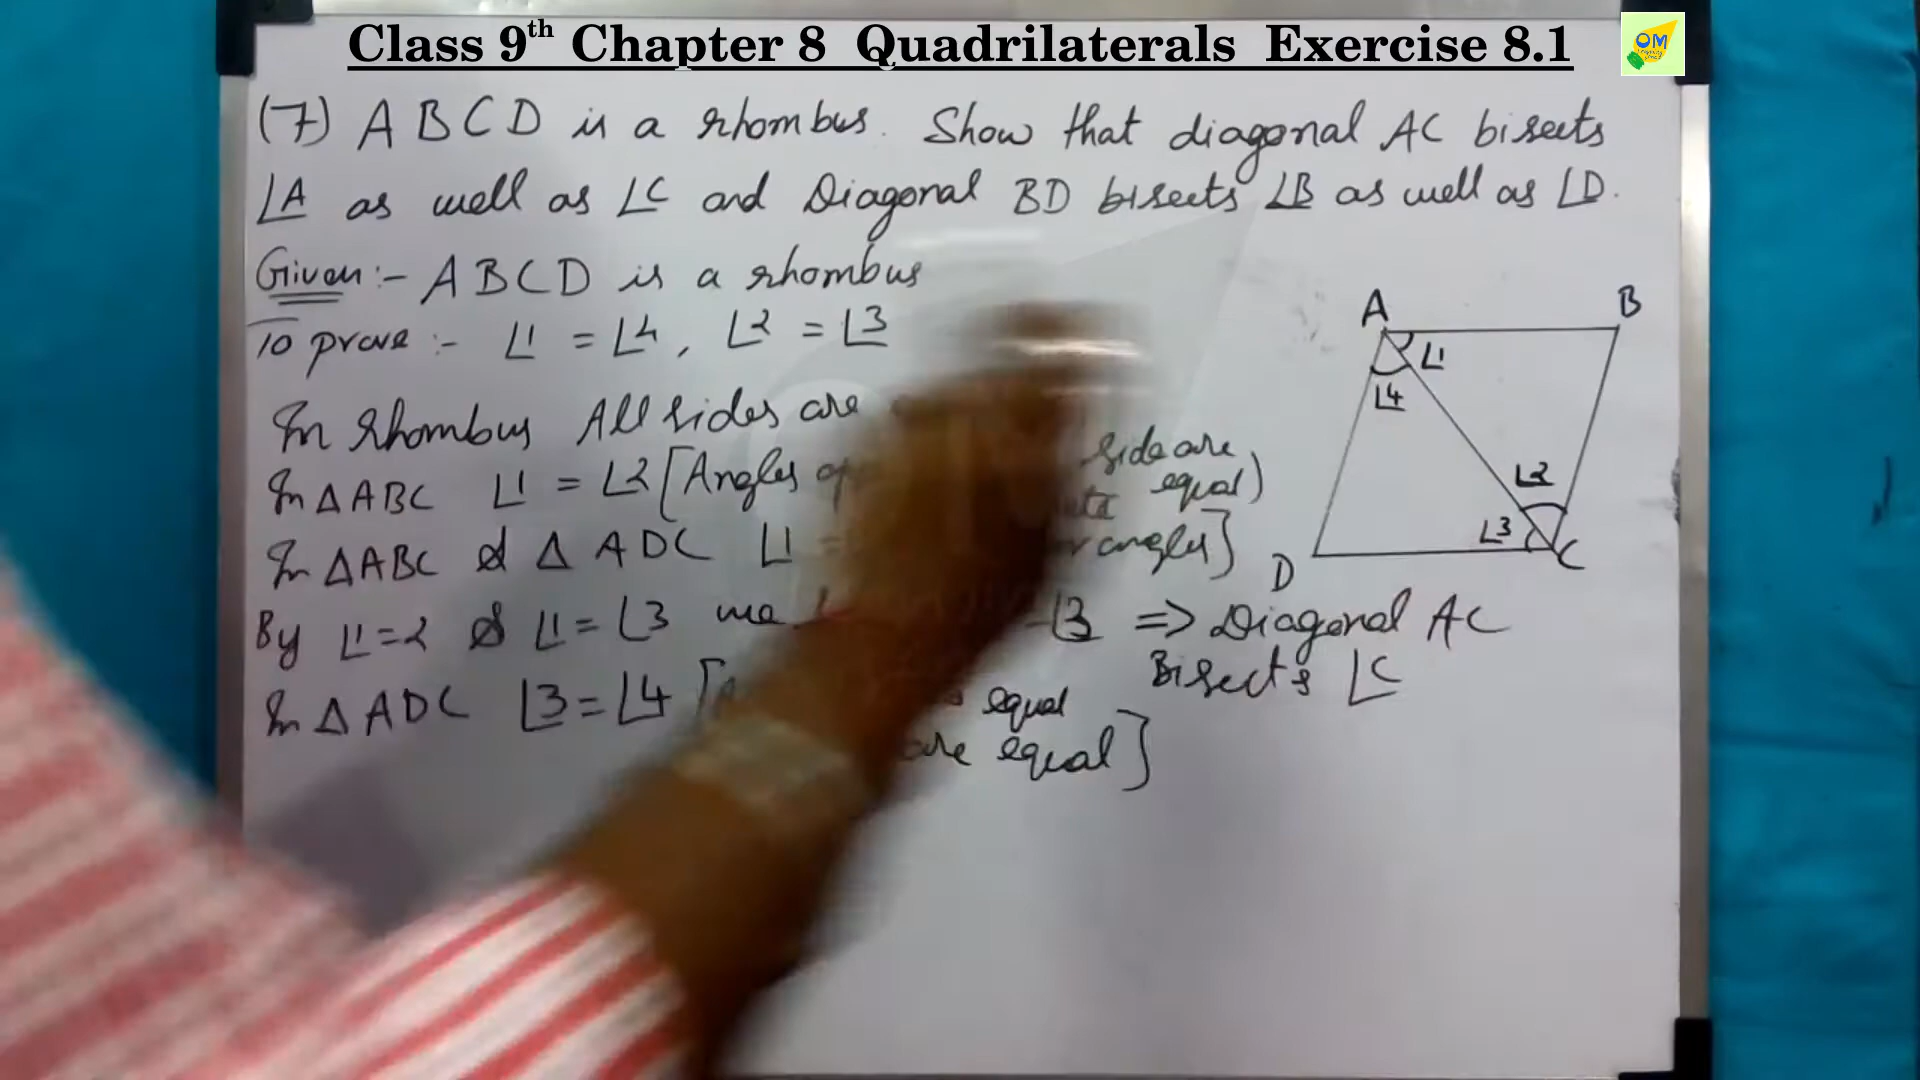 Class 9th Chapter 8 Quadrilaterals Exercise 8.1
OM
(7) ABCD is a rhombus. Show that diagonal AC bisects
∠A as well as ∠C and Diagonal BD bisects ∠B as well as ∠D.
Given:- ABCD is a rhombus
To prove :- ∠1 = ∠4, ∠2 = ∠3
In rhombus All sides are
In △ABC ∠1 = ∠2 [Angles side are
equal)
In △ABC & △ADC ∠1 = angles]
By ∠1=2 & ∠1=∠3 we ∠3 => Diagonal AC
Bisects ∠C
In △ADC ∠3=∠4 [ equal
are equal]
A
B
∠1
∠4
∠2
∠3
D
C